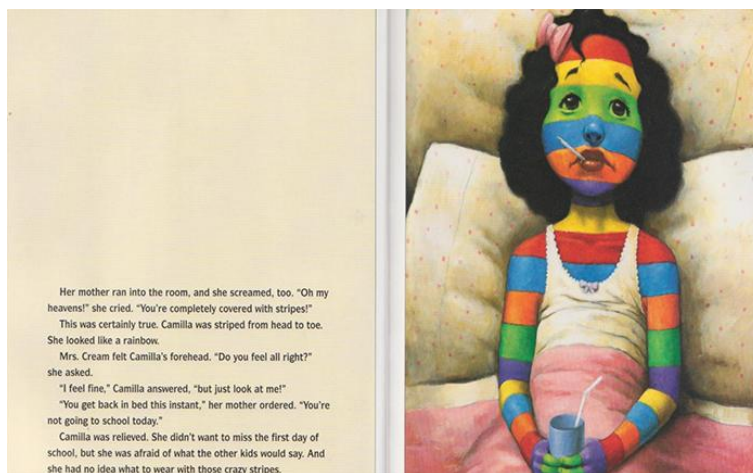 Her mother ran into the room, and she screamed, too. “Oh my
heavens!” she cried. “You’re completely covered with stripes!”
This was certainly true. Camilla was striped from head to toe.
She looked like a rainbow.
Mrs. Cream felt Camilla’s forehead. “Do you feel all right?”
she asked.
“I feel fine,” Camilla answered, “but just look at me!”
“You get back in bed this instant,” her mother ordered. “You’re
not going to school today.”
Camilla was relieved. She didn’t want to miss the first day of
school, but she was afraid of what the other kids would say. And
she had no idea what to wear with those crazy stripes.